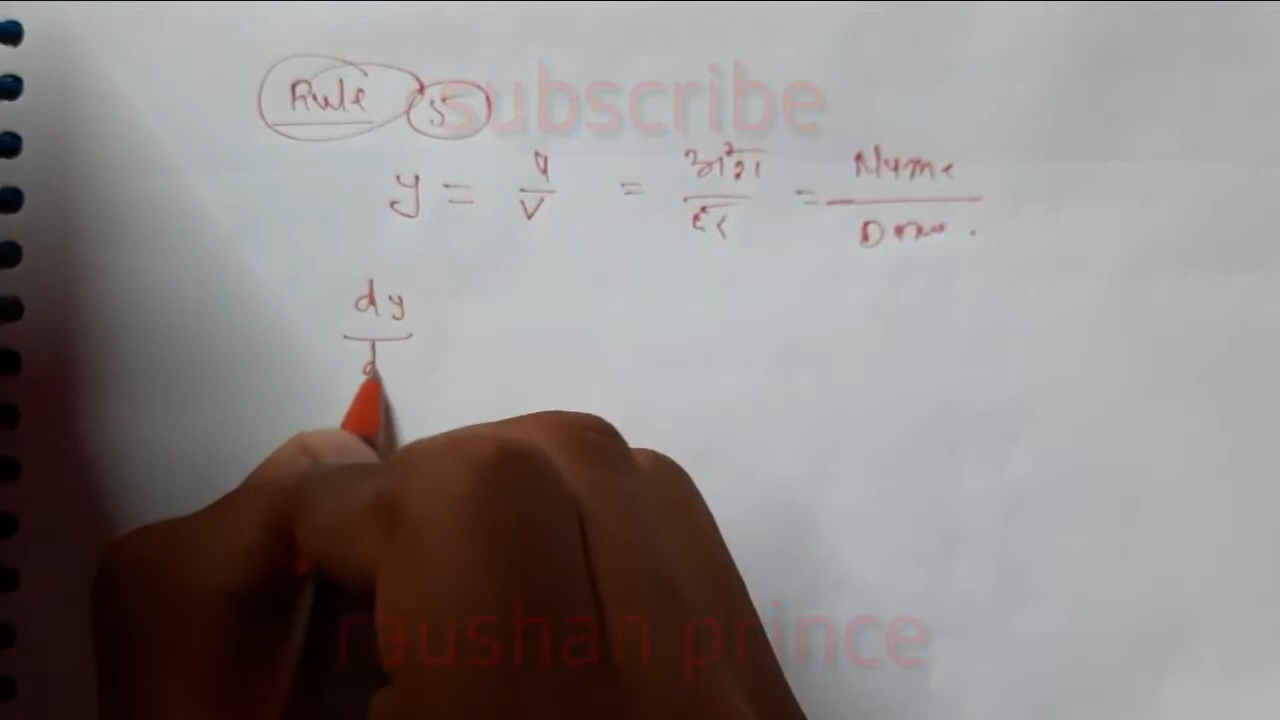 Rule 5
subscribe
y = u/v = अंश/हर = Nume/Deno.
dy
d
raushan prince